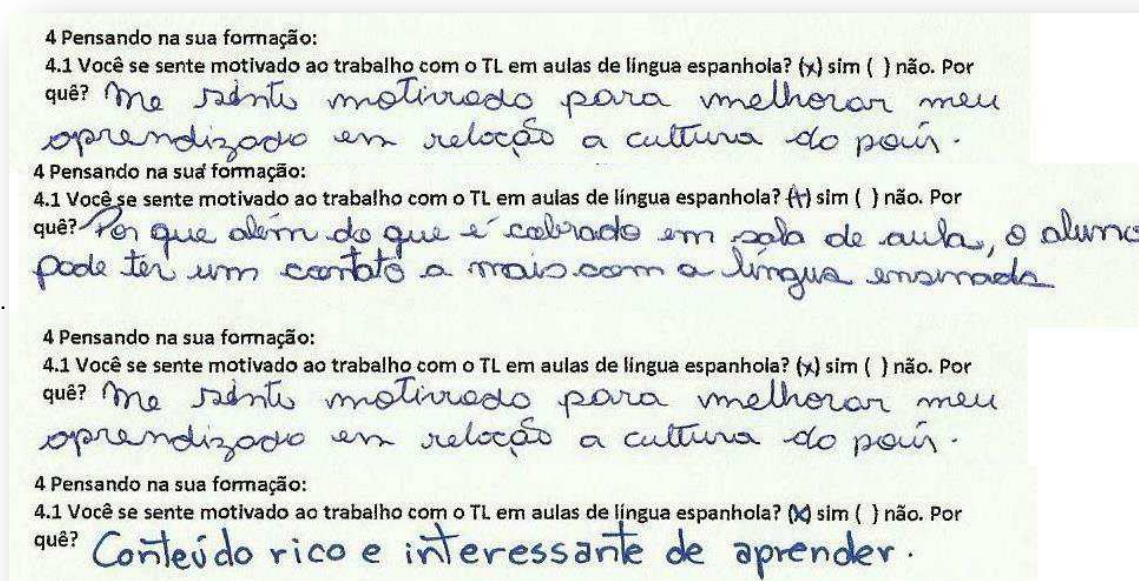 4 Pensando na sua formação:
4.1 Você se sente motivado ao trabalho com o TL em aulas de língua espanhola? (x) sim ( ) não. Por
quê? Me sinto motivado para melhorar meu
aprendizado em relação a cultura do país.
4 Pensando na sua formação:
4.1 Você se sente motivado ao trabalho com o TL em aulas de língua espanhola? (x) sim ( ) não. Por
quê? Por que além do que é cobrado em sala de aula, o aluno
pode ter um contato a mais com a língua ensinada
4 Pensando na sua formação:
4.1 Você se sente motivado ao trabalho com o TL em aulas de língua espanhola? (x) sim ( ) não. Por
quê? Me sinto motivado para melhorar meu
aprendizado em relação a cultura do país.
4 Pensando na sua formação:
4.1 Você se sente motivado ao trabalho com o TL em aulas de língua espanhola? (x) sim ( ) não. Por
quê? Conteúdo rico e interessante de aprender.